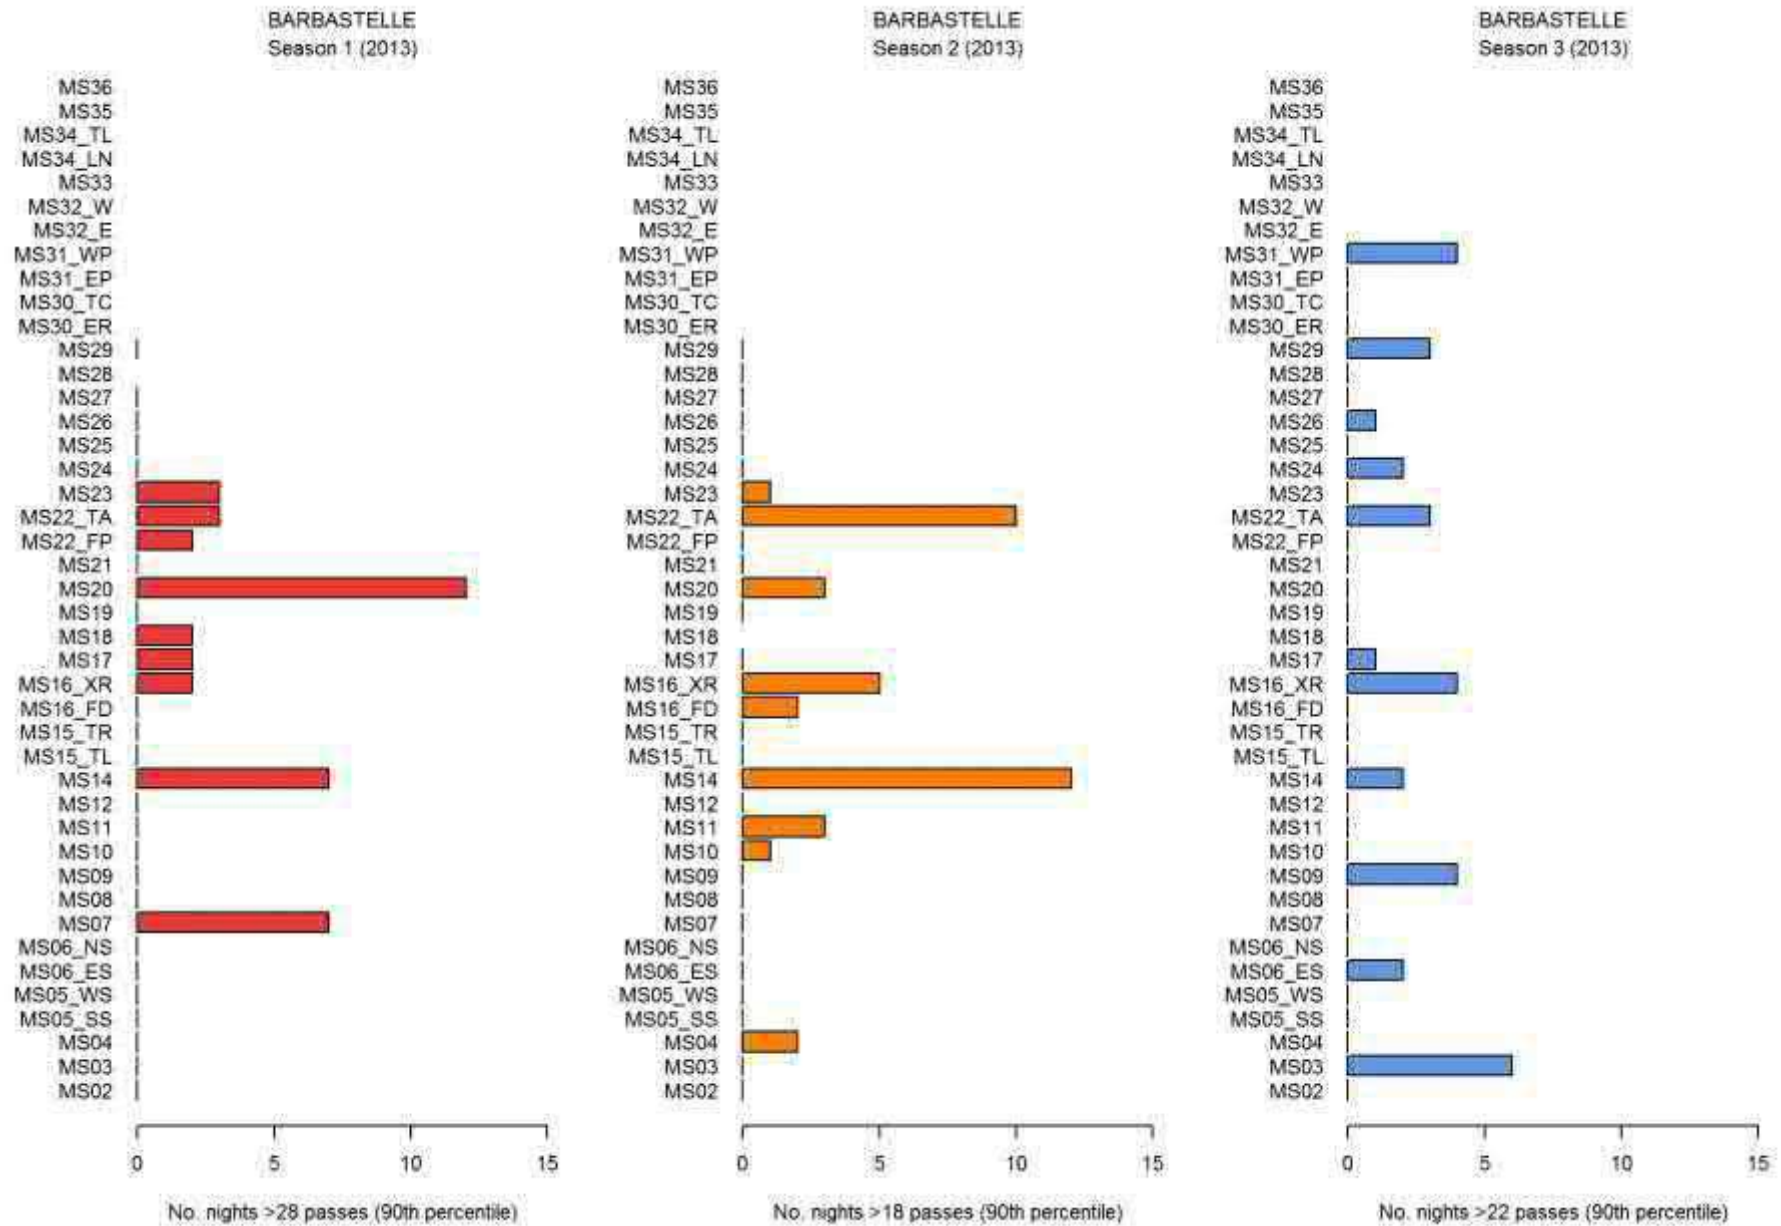 BARBASTELLE
Season 1 (2013)
MS36
MS35
MS34_TL
MS34_LN
MS33
MS32_W
MS32_E
MS31_WP
MS31_EP
MS30_TC
MS30_ER
MS29
MS28
MS27
MS26
MS25
MS24
MS23
MS22_TA
MS22_FP
MS21
MS20
MS19
MS18
MS17
MS16_XR
MS16_FD
MS15_TR
MS15_TL
MS14
MS12
MS11
MS10
MS09
MS08
MS07
MS06_NS
MS06_ES
MS05_WS
MS05_SS
MS04
MS03
MS02
0 5 10 15
No. nights >28 passes (90th percentile)
BARBASTELLE
Season 2 (2013)
MS36
MS35
MS34_TL
MS34_LN
MS33
MS32_W
MS32_E
MS31_WP
MS31_EP
MS30_TC
MS30_ER
MS29
MS28
MS27
MS26
MS25
MS24
MS23
MS22_TA
MS22_FP
MS21
MS20
MS19
MS18
MS17
MS16_XR
MS16_FD
MS15_TR
MS15_TL
MS14
MS12
MS11
MS10
MS09
MS08
MS07
MS06_NS
MS06_ES
MS05_WS
MS05_SS
MS04
MS03
MS02
0 5 10 15
No. nights >18 passes (90th percentile)
BARBASTELLE
Season 3 (2013)
MS36
MS35
MS34_TL
MS34_LN
MS33
MS32_W
MS32_E
MS31_WP
MS31_EP
MS30_TC
MS30_ER
MS29
MS28
MS27
MS26
MS25
MS24
MS23
MS22_TA
MS22_FP
MS21
MS20
MS19
MS18
MS17
MS16_XR
MS16_FD
MS15_TR
MS15_TL
MS14
MS12
MS11
MS10
MS09
MS08
MS07
MS06_NS
MS06_ES
MS05_WS
MS05_SS
MS04
MS03
MS02
0 5 10 15
No. nights >22 passes (90th percentile)